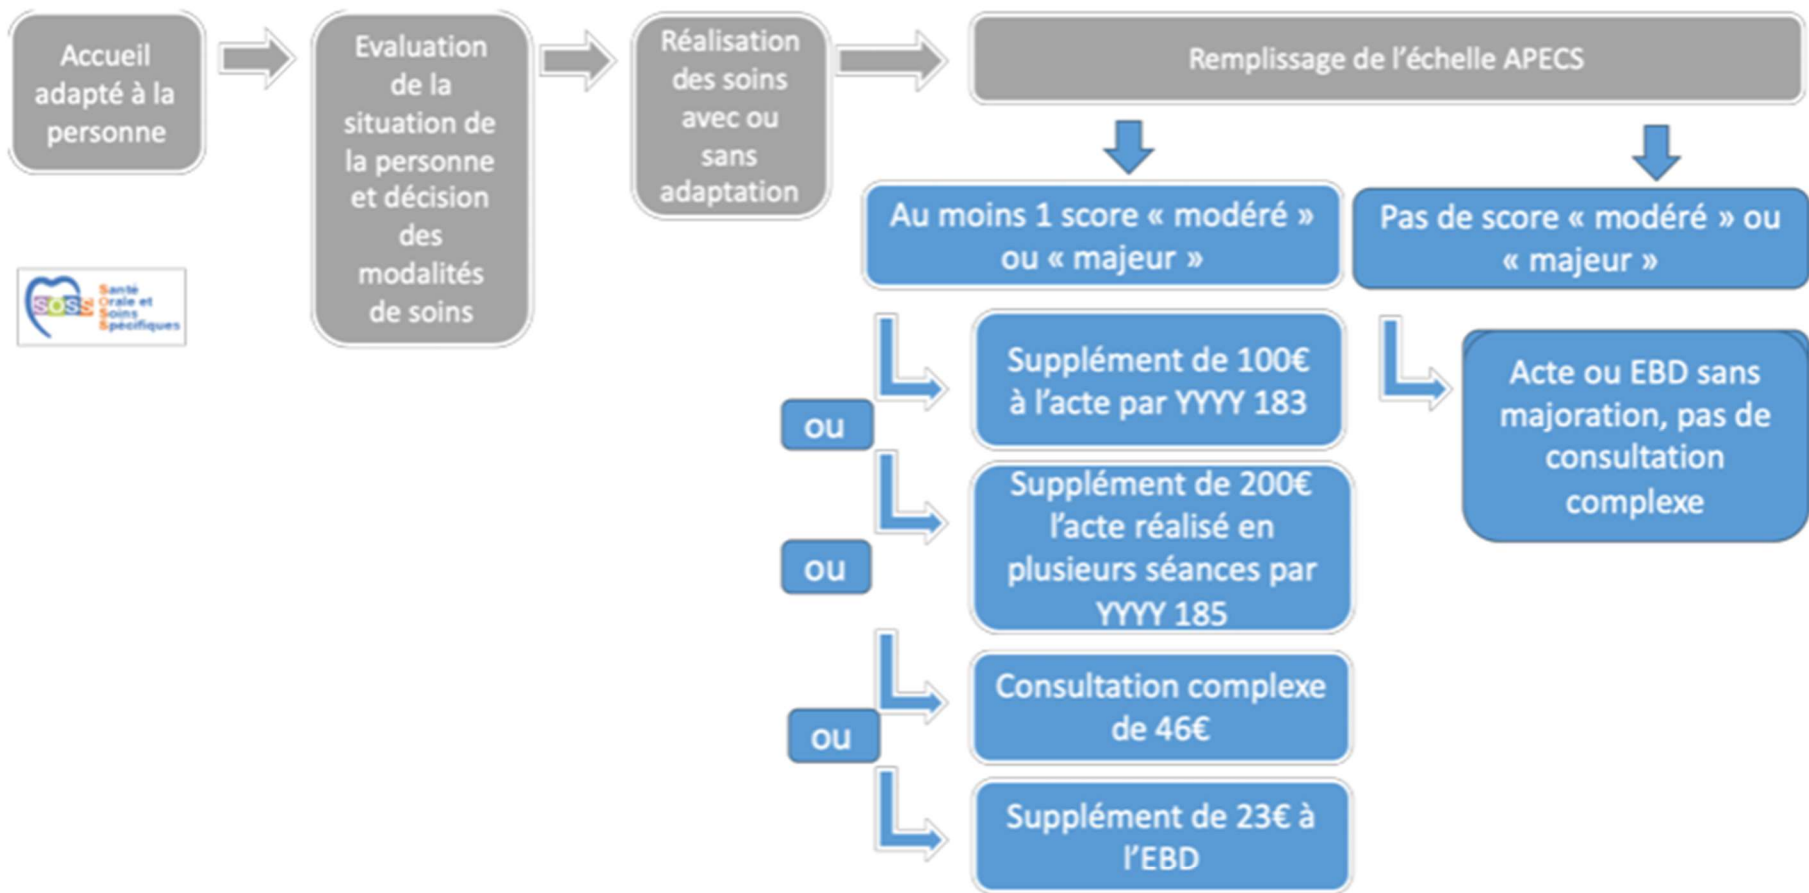 Accueil
adapté à la
personne
Evaluation
de la
situation de
la personne
et décision
des
modalités
de soins
Réalisation
des soins
avec ou
sans
adaptation
Remplissage de l'échelle APECS
SOSS
Santé
Orale et
Soins
Spécifiques
Au moins 1 score « modéré »
ou « majeur »
Pas de score « modéré » ou
« majeur »
Supplément de 100€
à l'acte par YYYY 183
ou
Supplément de 200€
l'acte réalisé en
plusieurs séances par
YYYY 185
ou
Consultation complexe
de 46€
ou
Supplément de 23€ à
l'EBD
Acte ou EBD sans
majoration, pas de
consultation
complexe